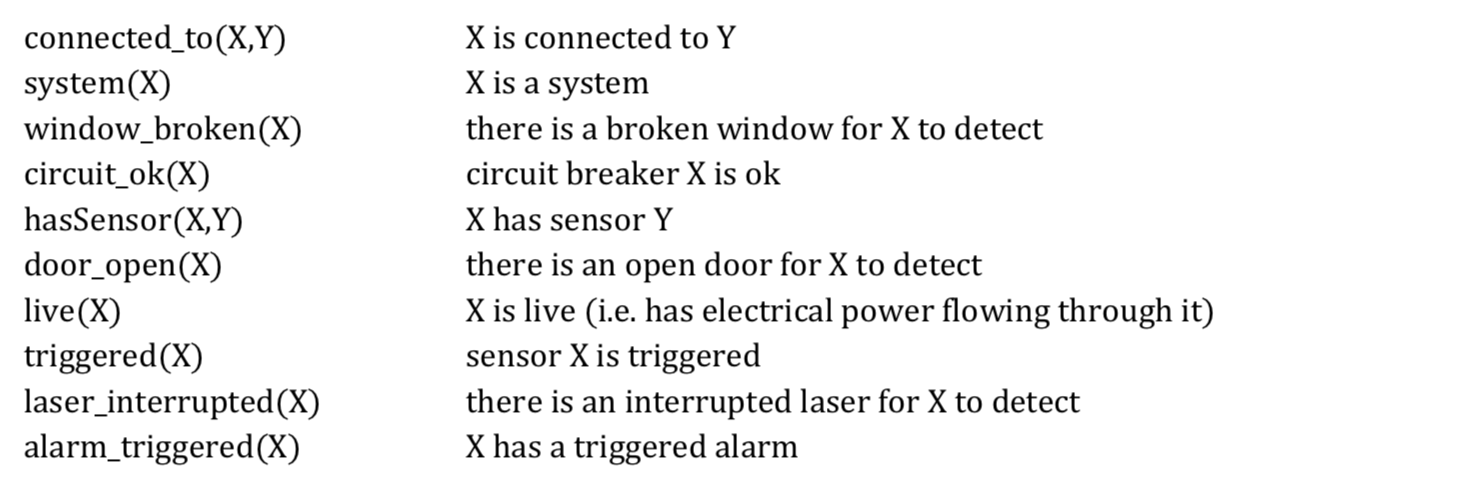 connected_to(X,Y) X is connected to Y
system(X) X is a system
window_broken(X) there is a broken window for X to detect
circuit_ok(X) circuit breaker X is ok
hasSensor(X,Y) X has sensor Y
door_open(X) there is an open door for X to detect
live(X) X is live (i.e. has electrical power flowing through it)
triggered(X) sensor X is triggered
laser_interrupted(X) there is an interrupted laser for X to detect
alarm_triggered(X) X has a triggered alarm